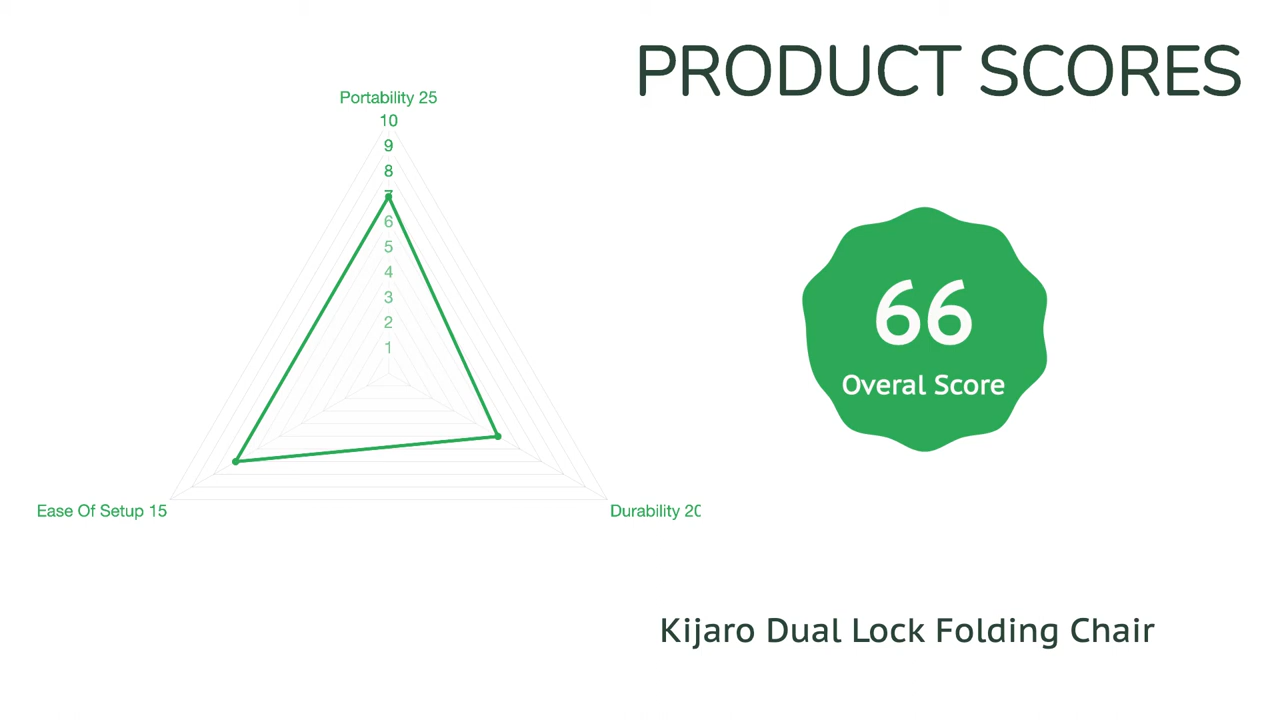 PRODUCT SCORES
Portability 25
10
9
8
7
6
5
4
3
2
1
66
Overal Score
Ease Of Setup 15
Durability 20
Kijaro Dual Lock Folding Chair